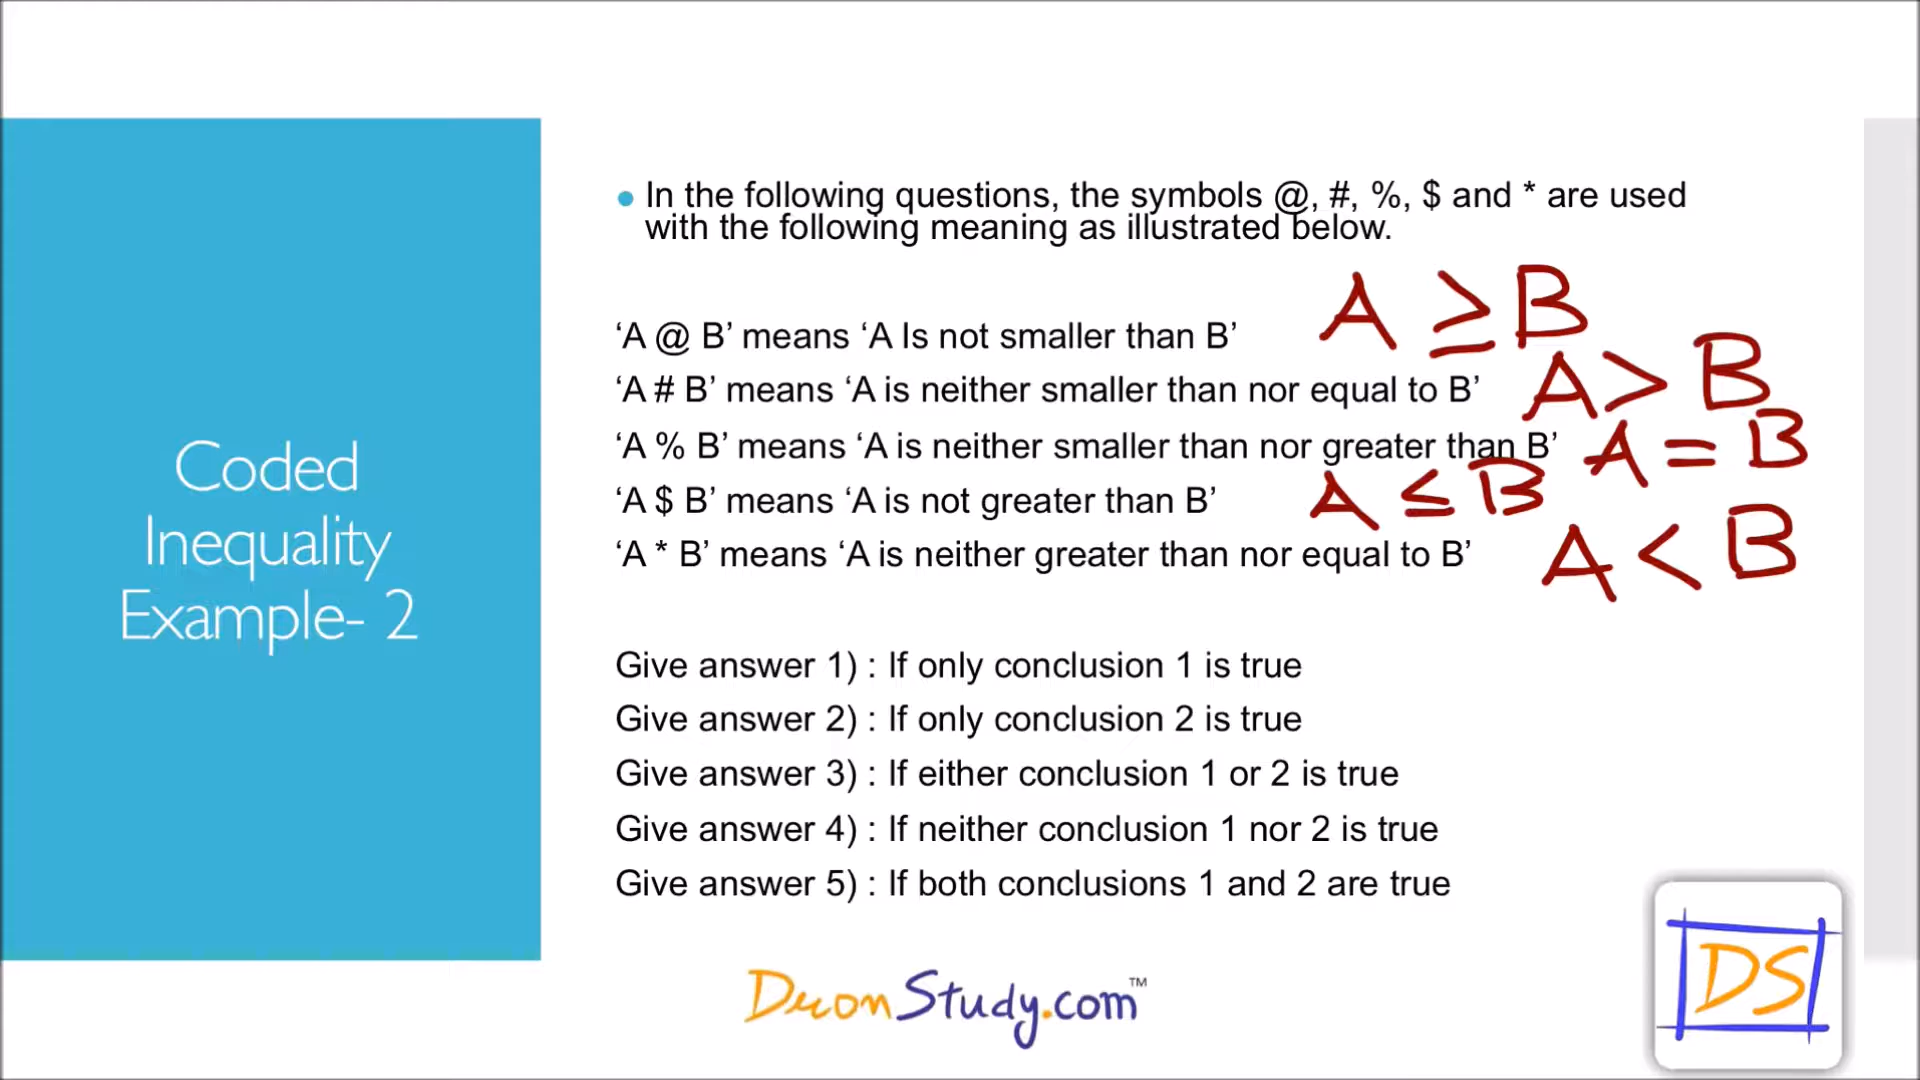 Coded
Inequality
Example- 2
• In the following questions, the symbols @, #, %, $ and * are used
with the following meaning as illustrated below.
‘A @ B’ means ‘A Is not smaller than B’ A ≥ B
‘A # B’ means ‘A is neither smaller than nor equal to B’ A > B
‘A % B’ means ‘A is neither smaller than nor greater than B’ A = B
‘A $ B’ means ‘A is not greater than B’ A ≤ B
‘A * B’ means ‘A is neither greater than nor equal to B’ A < B
Give answer 1) : If only conclusion 1 is true
Give answer 2) : If only conclusion 2 is true
Give answer 3) : If either conclusion 1 or 2 is true
Give answer 4) : If neither conclusion 1 nor 2 is true
Give answer 5) : If both conclusions 1 and 2 are true
DronStudy.com™
DS